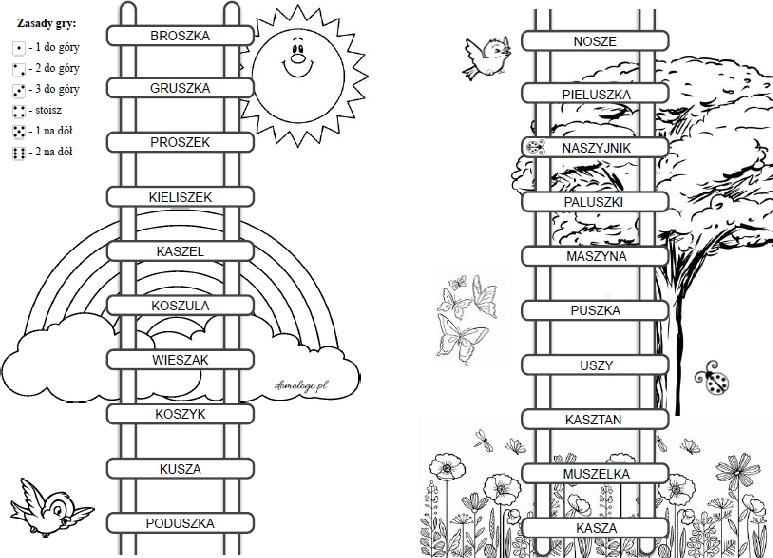 Zasady gry:
- 1 do góry
- 2 do góry
- 3 do góry
- stoisz
- 1 na dół
- 2 na dół
BROSZKA
GRUSZKA
PROSZEK
KIELISZEK
KASZEL
KOSZULA
WIESZAK
KOSZYK
KUSZA
PODUSZKA
domologo.pl
NOSZE
PIELUSZKA
NASZYJNIK
PALUSZKI
MASZYNA
PUSZKA
USZY
KASZTAN
MUSZELKA
KASZA